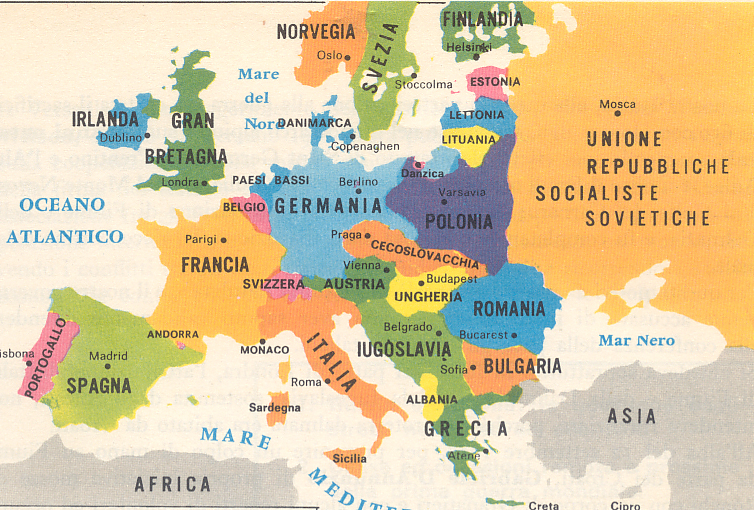 NORVEGIA
Oslo
SVEZIA
Stoccolma
FINLANDIA
Helsinki
ESTONIA
LETTONIA
LITUANIA
Mosca
UNIONE
REPUBBLICHE
SOCIALISTE
SOVIETICHE
Mare
del
Nord
DANIMARCA
Copenaghen
IRLANDA
Dublino
GRAN
BRETAGNA
Londra
PAESI BASSI
BELGIO
Berlino
GERMANIA
Danzica
Varsavia
POLONIA
OCEANO
ATLANTICO
Parigi
FRANCIA
Praga
CECOSLOVACCHIA
Vienna
AUSTRIA
SVIZZERA
Budapest
UNGHERIA
ROMANIA
Bucarest
Mar Nero
Belgrado
IUGOSLAVIA
Sofia
BULGARIA
ANDORRA
MONACO
ITALIA
Roma
PORTOGALLO
isbona
Madrid
SPAGNA
Sardegna
ALBANIA
GRECIA
Atene
ASIA
MARE
MEDITE
Sicilia
AFRICA
Creta
Cipro